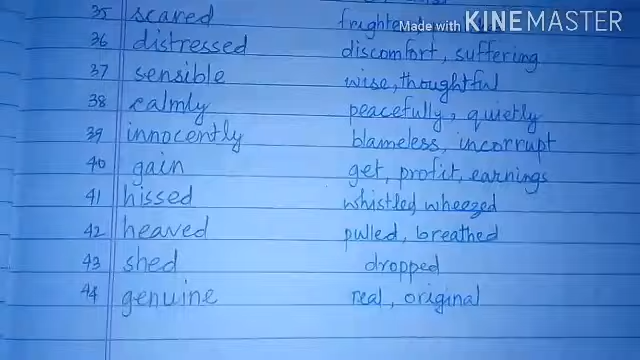 35 scared frighte
Made with KINEMASTER
36 distressed discomfort, suffering
37 sensible wise, thoughtful
38 calmly peacefully, quietly
39 innocently blameless, incorrupt
40 gain get, profit, earnings
41 hissed whistled, wheezed
42 heaved pulled, breathed
43 shed dropped
44 genuine real, original